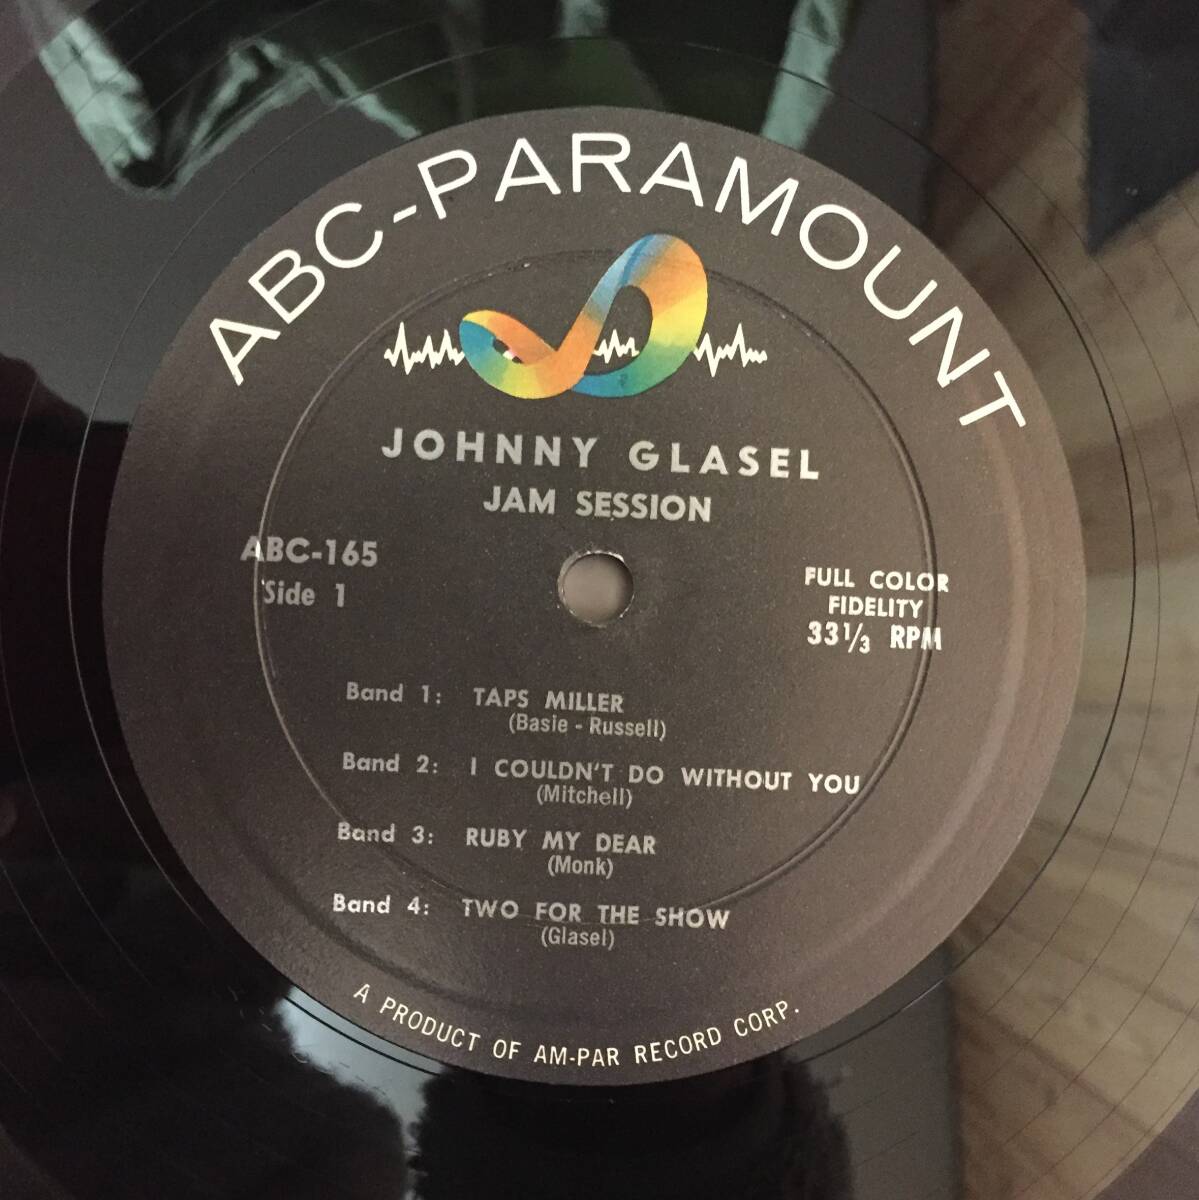 ABC-PARAMOUNT
JOHNNY GLASEL
JAM SESSION
ABC-165
Side 1
FULL COLOR
FIDELITY
33 1/3 RPM
Band 1: TAPS MILLER
(Basie - Russell)
Band 2: I COULDN'T DO WITHOUT YOU
(Mitchell)
Band 3: RUBY MY DEAR
(Monk)
Band 4: TWO FOR THE SHOW
(Glasel)
A PRODUCT OF AM-PAR RECORD CORP.